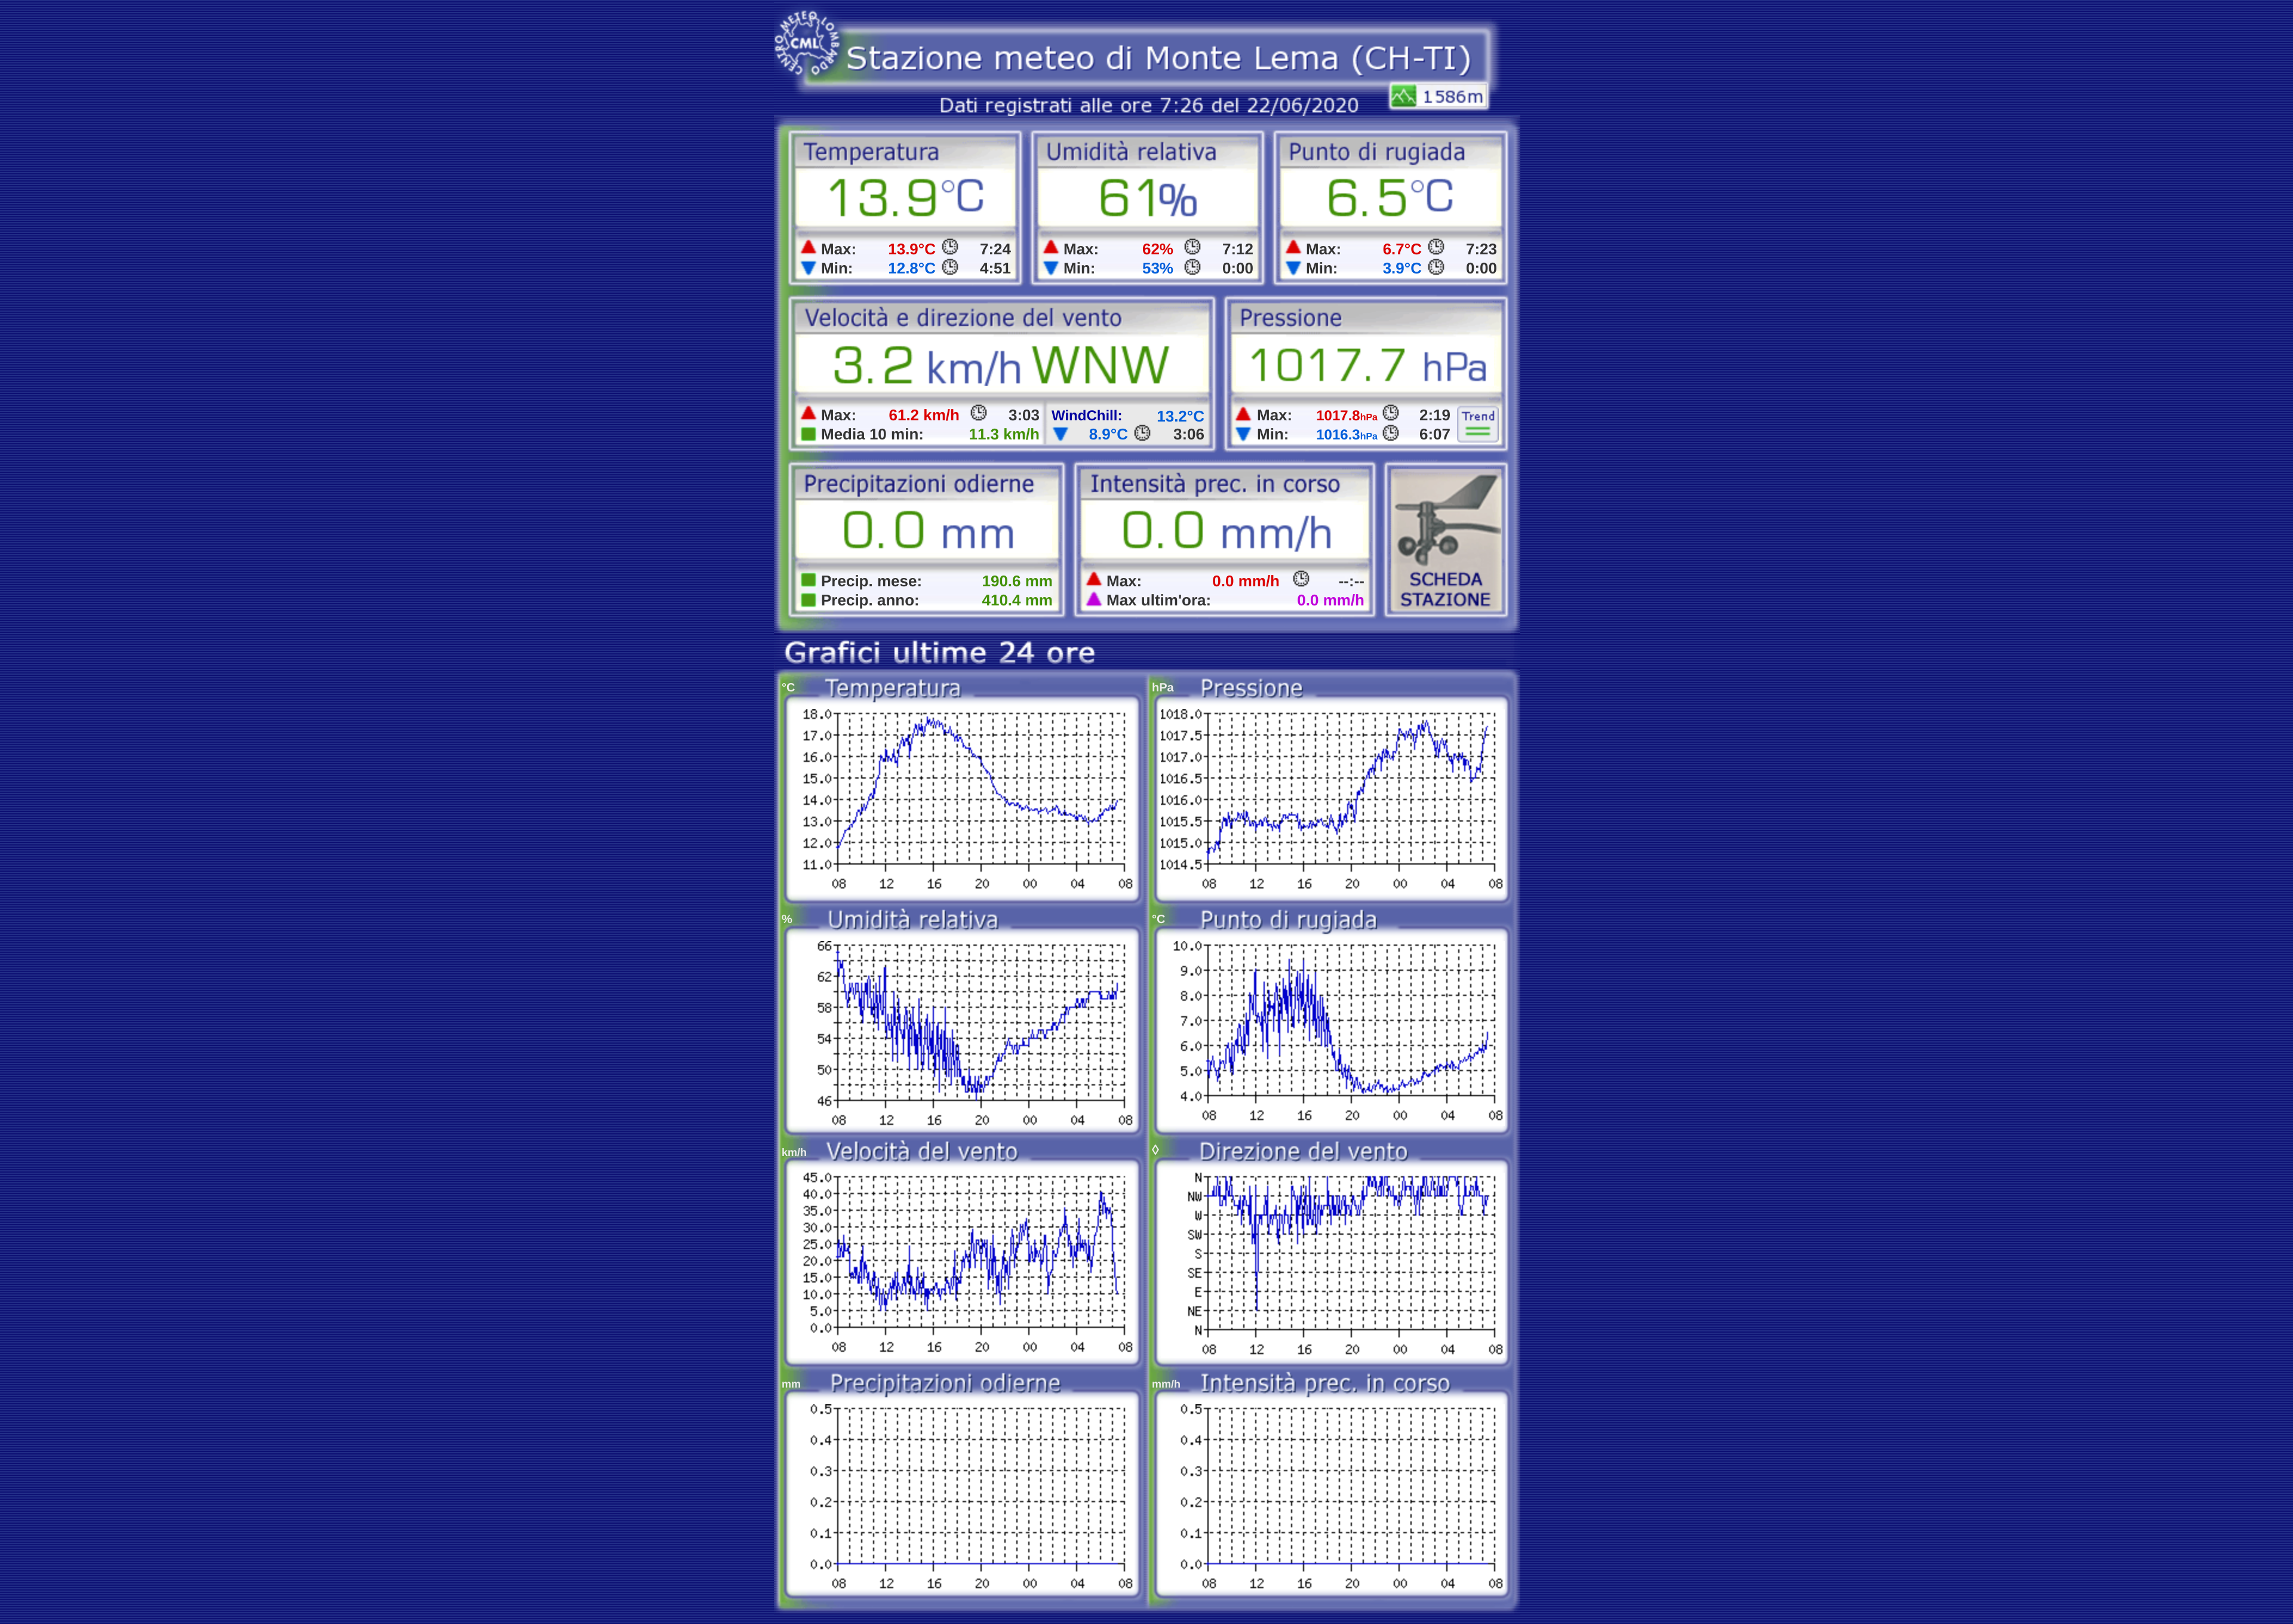 CENTRO METEO LOMBARDO
CML
Stazione meteo di Monte Lema (CH-TI)
1586m
Dati registrati alle ore 7:26 del 22/06/2020
Temperatura
13.9°C
Max: 13.9°C 7:24
Min: 12.8°C 4:51
Umidità relativa
61%
Max: 62% 7:12
Min: 53% 0:00
Punto di rugiada
6.5°C
Max: 6.7°C 7:23
Min: 3.9°C 0:00
Velocità e direzione del vento
3.2 km/h WNW
Max: 61.2 km/h 3:03
Media 10 min: 11.3 km/h
WindChill: 13.2°C
8.9°C 3:06
Pressione
1017.7 hPa
Max: 1017.8hPa 2:19
Min: 1016.3hPa 6:07
Trend
Precipitazioni odierne
0.0 mm
Precip. mese: 190.6 mm
Precip. anno: 410.4 mm
Intensità prec. in corso
0.0 mm/h
Max: 0.0 mm/h --:--
Max ultim'ora: 0.0 mm/h
SCHEDA
STAZIONE
Grafici ultime 24 ore
°C Temperatura
18.0
17.0
16.0
15.0
14.0
13.0
12.0
11.0
08 12 16 20 00 04 08
hPa Pressione
1018.0
1017.5
1017.0
1016.5
1016.0
1015.5
1015.0
1014.5
08 12 16 20 00 04 08
% Umidità relativa
66
62
58
54
50
46
08 12 16 20 00 04 08
°C Punto di rugiada
10.0
9.0
8.0
7.0
6.0
5.0
4.0
08 12 16 20 00 04 08
km/h Velocità del vento
45.0
40.0
35.0
30.0
25.0
20.0
15.0
10.0
5.0
0.0
08 12 16 20 00 04 08
◊ Direzione del vento
N
NW
W
SW
S
SE
E
NE
N
08 12 16 20 00 04 08
mm Precipitazioni odierne
0.5
0.4
0.3
0.2
0.1
0.0
08 12 16 20 00 04 08
mm/h Intensità prec. in corso
0.5
0.4
0.3
0.2
0.1
0.0
08 12 16 20 00 04 08